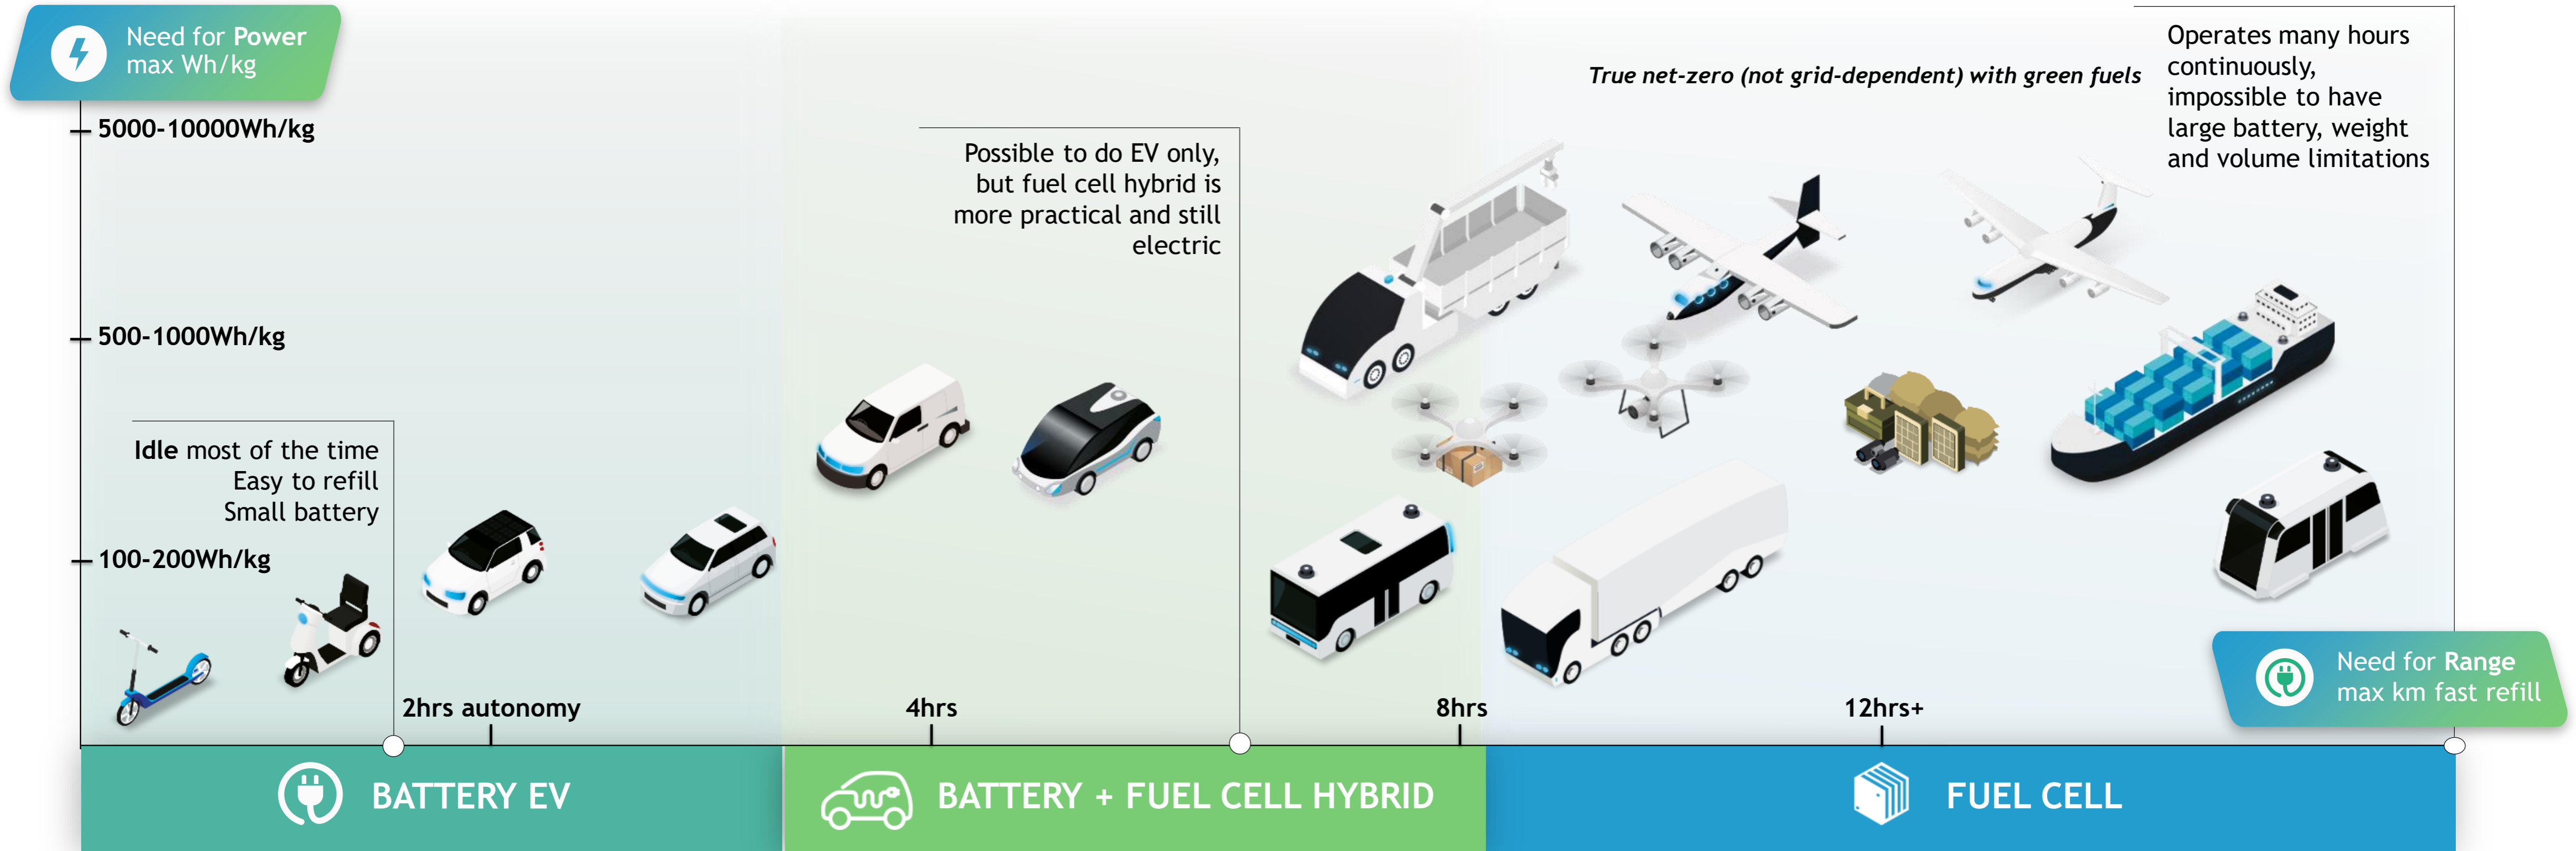 Need for Power
max Wh/kg
5000-10000Wh/kg
500-1000Wh/kg
100-200Wh/kg
Idle most of the time
Easy to refill
Small battery
Possible to do EV only,
but fuel cell hybrid is
more practical and still
electric
True net-zero (not grid-dependent) with green fuels
Operates many hours
continuously,
impossible to have
large battery, weight
and volume limitations
2hrs autonomy
4hrs
8hrs
12hrs+
Need for Range
max km fast refill
BATTERY EV
BATTERY + FUEL CELL HYBRID
FUEL CELL